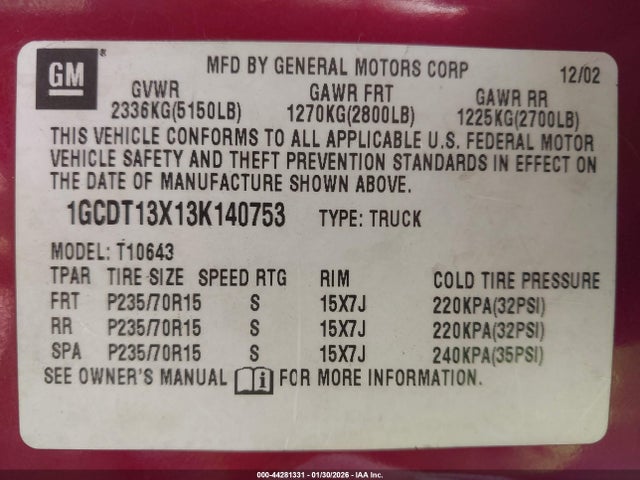 GM®
MFD BY GENERAL MOTORS CORP 12/02
GVWR GAWR FRT GAWR RR
2336KG(5150LB) 1270KG(2800LB) 1225KG(2700LB)
THIS VEHICLE CONFORMS TO ALL APPLICABLE U.S. FEDERAL MOTOR
VEHICLE SAFETY AND THEFT PREVENTION STANDARDS IN EFFECT ON
THE DATE OF MANUFACTURE SHOWN ABOVE.
1GCDT13X13K140753 TYPE: TRUCK
MODEL: T10643
TPAR TIRE SIZE SPEED RTG RIM COLD TIRE PRESSURE
FRT P235/70R15 S 15X7J 220KPA(32PSI)
RR P235/70R15 S 15X7J 220KPA(32PSI)
SPA P235/70R15 S 15X7J 240KPA(35PSI)
SEE OWNER'S MANUAL i FOR MORE INFORMATION.
000-44281331 - 01/30/2026 - IAA Inc.